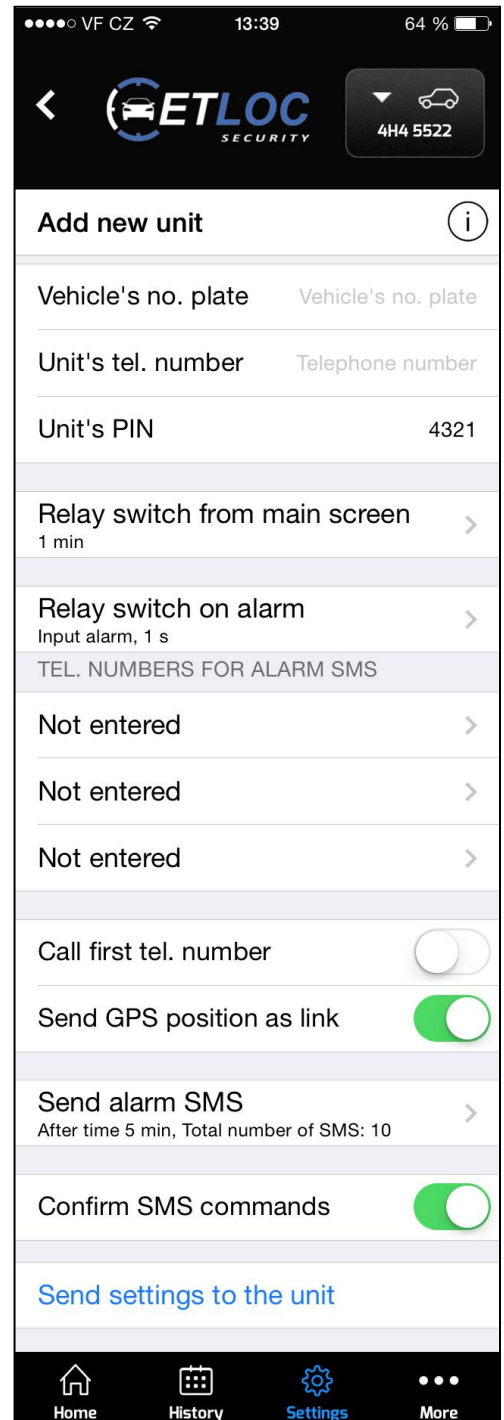 VF CZ 13:39 64 %
ETLOC
SECURITY
4H4 5522
Add new unit i
Vehicle's no. plate Vehicle's no. plate
Unit's tel. number Telephone number
Unit's PIN 4321
Relay switch from main screen
1 min
Relay switch on alarm
Input alarm, 1 s
TEL. NUMBERS FOR ALARM SMS
Not entered
Not entered
Not entered
Call first tel. number
Send GPS position as link
Send alarm SMS
After time 5 min, Total number of SMS: 10
Confirm SMS commands
Send settings to the unit
Home History Settings More